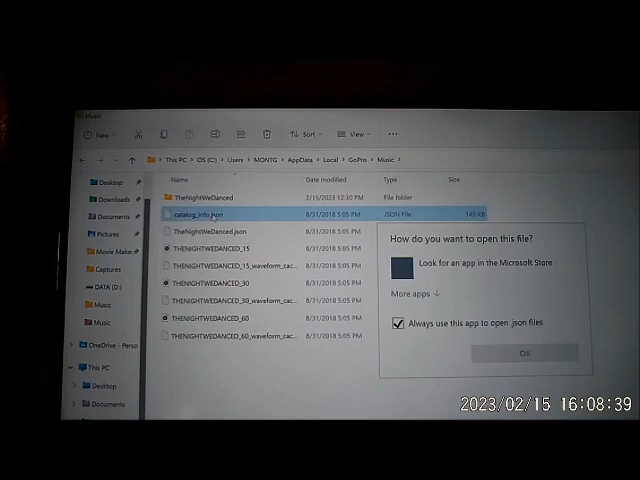 Music
New
Sort
View
This PC > OS (C:) > Users > MONTG > AppData > Local > GoPro > Music >
Name
Date modified
Type
Size
Desktop
Downloads
Documents
Pictures
Movie Make
Captures
DATA (D:)
Music
Music
OneDrive - Perso
This PC
Desktop
Documents
TheNightWeDanced 2/15/2023 12:30 PM File folder
catalog_info.json 8/31/2018 5:05 PM JSON File 145 KB
TheNightWeDanced.json 8/31/2018 5:05 PM
THENIGHTWEDANCED_15 8/31/2018 5:05 PM
THENIGHTWEDANCED_15_waveform_cac... 8/31/2018 5:05 PM
THENIGHTWEDANCED_30 8/31/2018 5:05 PM
THENIGHTWEDANCED_30_waveform_cac... 8/31/2018 5:05 PM
THENIGHTWEDANCED_60 8/31/2018 5:05 PM
THENIGHTWEDANCED_60_waveform_cac... 8/31/2018 5:05 PM
How do you want to open this file?
Look for an app in the Microsoft Store
More apps ↓
Always use this app to open .json files
OK
2023/02/15 16:08:39